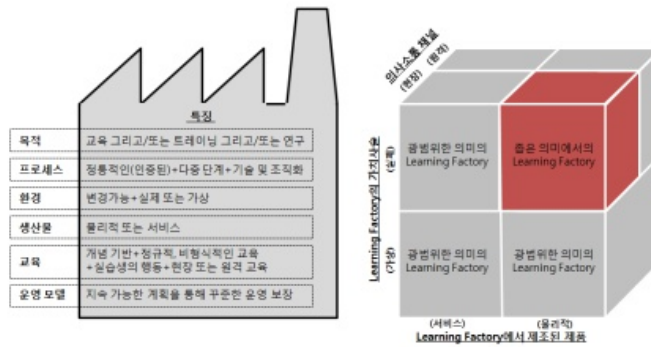 특징
목적
교육 그리고/또는 트레이닝 그리고/또는 연구
프로세스
정통적인(인증된)+다중 단계+기술 및 조직화
환경
변경가능+실제 또는 가상
생산물
물리적 또는 서비스
교육
개념 기반+정규적, 비형식적인 교육
+실습생의 행동+현장 또는 원격 교육
운영 모델
지속 가능한 계획을 통해 꾸준한 운영 보장
의사소통 채널
(현장)
(원격)
Learning Factory의 가치사슬
(실제)
(가상)
광범위한 의미의
Learning Factory
좁은 의미에서의
Learning Factory
광범위한 의미의
Learning Factory
광범위한 의미의
Learning Factory
(서비스)
(물리적)
Learning Factory에서 제조된 제품